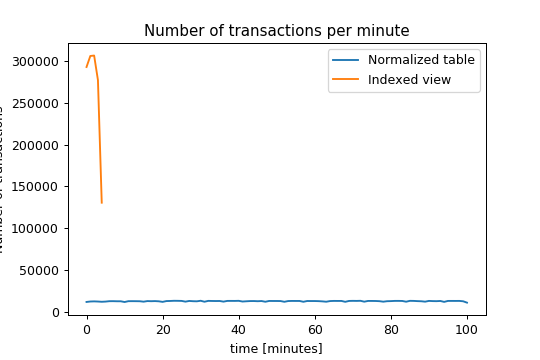 Number of transactions per minute
Normalized table
Indexed view
Number of transactions
300000
250000
200000
150000
100000
50000
0
0 20 40 60 80 100
time [minutes]